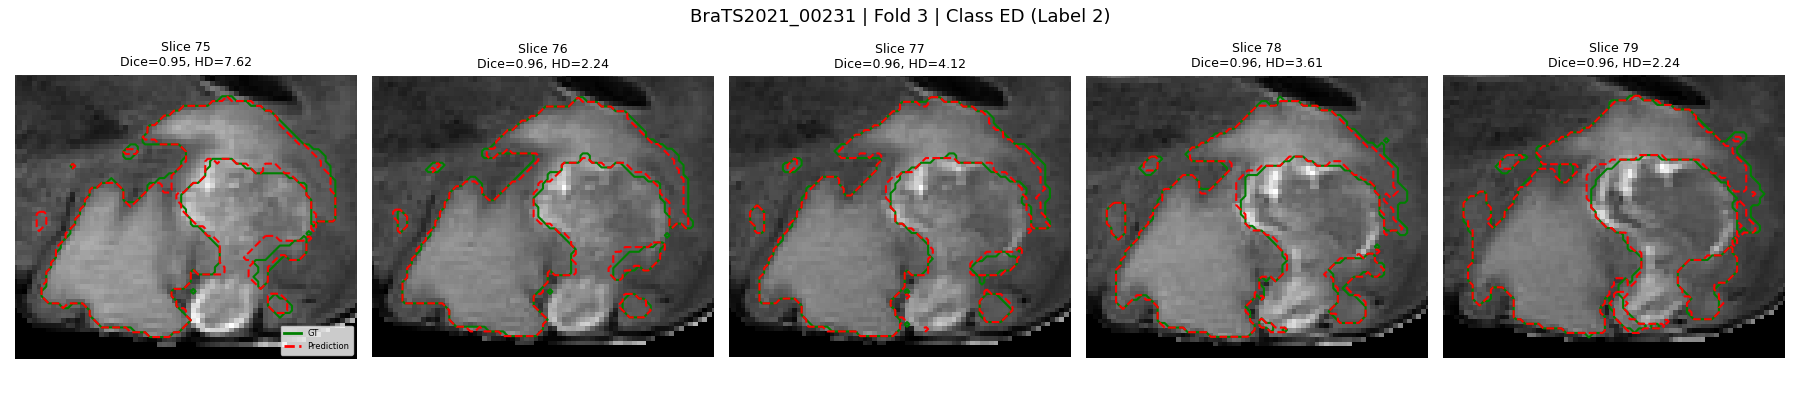 BraTS2021_00231 | Fold 3 | Class ED (Label 2)
Slice 75
Dice=0.95, HD=7.62
Slice 76
Dice=0.96, HD=2.24
Slice 77
Dice=0.96, HD=4.12
Slice 78
Dice=0.96, HD=3.61
Slice 79
Dice=0.96, HD=2.24
GT
Prediction